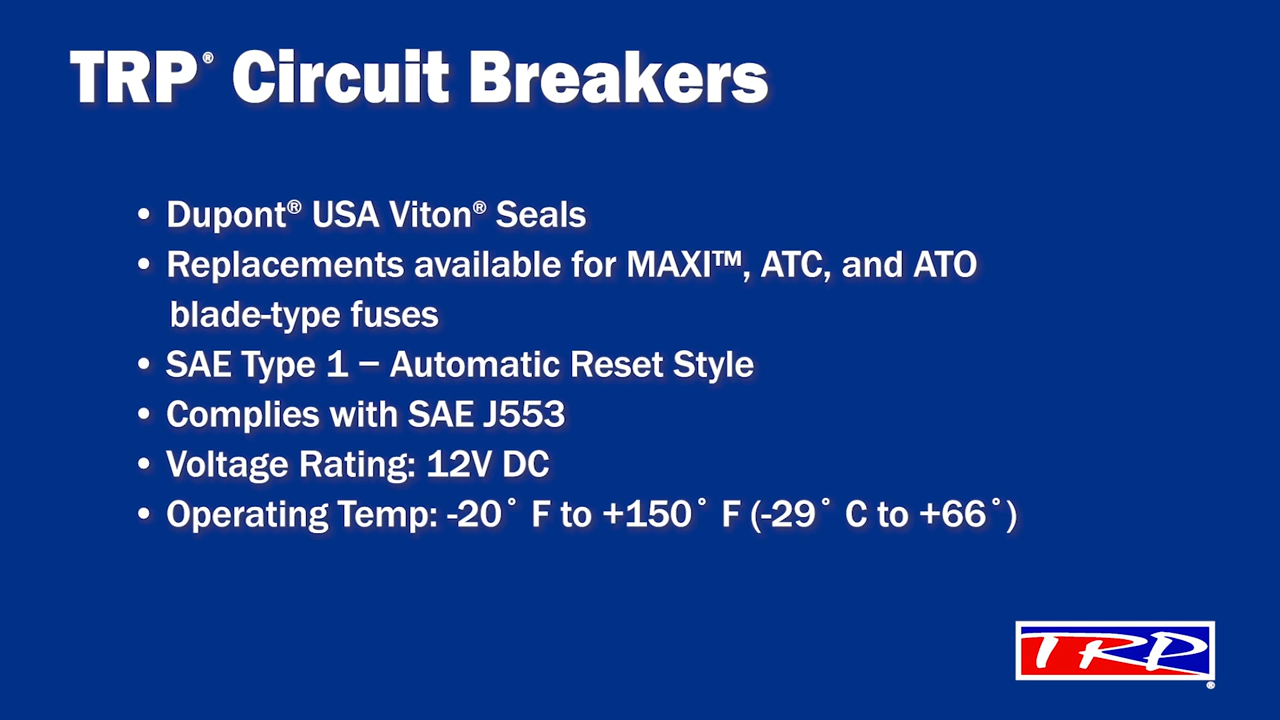 TRP® Circuit Breakers
• Dupont® USA Viton® Seals
• Replacements available for MAXI™, ATC, and ATO
blade-type fuses
• SAE Type 1 – Automatic Reset Style
• Complies with SAE J553
• Voltage Rating: 12V DC
• Operating Temp: -20˚ F to +150˚ F (-29˚ C to +66˚)
TRP®